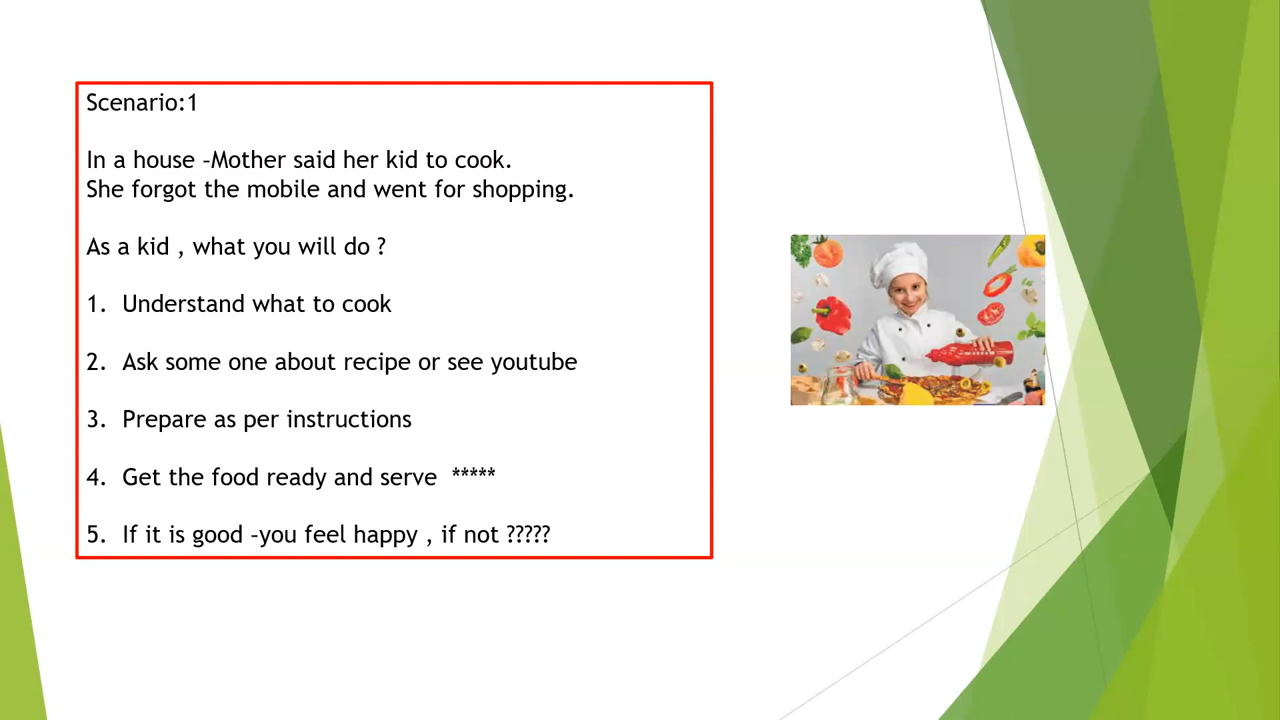 Scenario:1
In a house –Mother said her kid to cook.
She forgot the mobile and went for shopping.
As a kid , what you will do ?
1. Understand what to cook
2. Ask some one about recipe or see youtube
3. Prepare as per instructions
4. Get the food ready and serve *****
5. If it is good –you feel happy , if not ?????